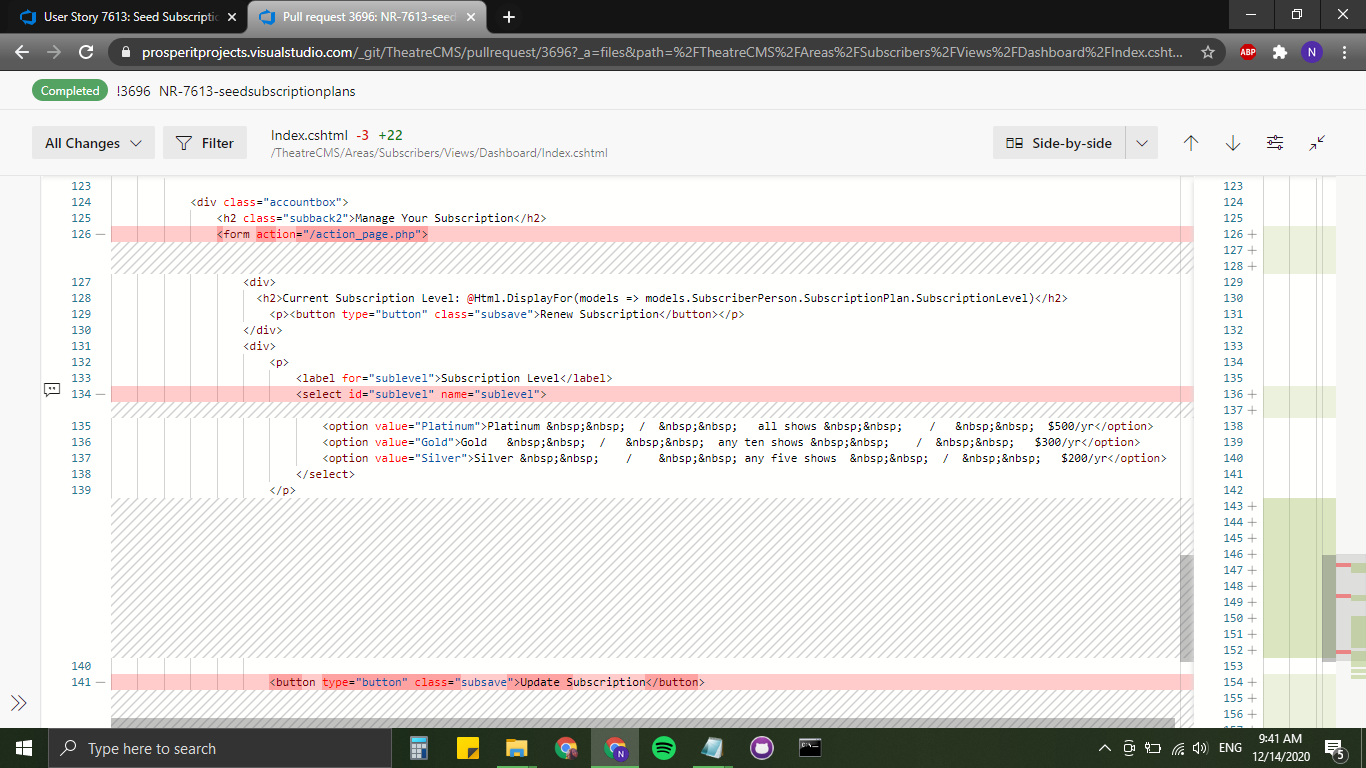 User Story 7613: Seed Subscriptio
Pull request 3696: NR-7613-seed
prosperitprojects.visualstudio.com/_git/TheatreCMS/pullrequest/3696?_a=files&path=%2FTheatreCMS%2FAreas%2FSubscribers%2FViews%2FDashboard%2FIndex.csht...
ABP
N
Completed !3696 NR-7613-seedsubscriptionplans
All Changes
Filter
Index.cshtml -3 +22
/TheatreCMS/Areas/Subscribers/Views/Dashboard/Index.cshtml
Side-by-side
123
124 <div class="accountbox">
125 <h2 class="subback2">Manage Your Subscription</h2>
126 — <form action="/action_page.php">
127 <div>
128 <h2>Current Subscription Level: @Html.DisplayFor(models => models.SubscriberPerson.SubscriptionPlan.SubscriptionLevel)</h2>
129 <p><button type="button" class="subsave">Renew Subscription</button></p>
130 </div>
131 <div>
132 <p>
133 <label for="sublevel">Subscription Level</label>
134 — <select id="sublevel" name="sublevel">
135 <option value="Platinum">Platinum &nbsp;&nbsp; / &nbsp;&nbsp; all shows &nbsp;&nbsp; / &nbsp;&nbsp; $500/yr</option>
136 <option value="Gold">Gold &nbsp;&nbsp; / &nbsp;&nbsp; any ten shows &nbsp;&nbsp; / &nbsp;&nbsp; $300/yr</option>
137 <option value="Silver">Silver &nbsp;&nbsp; / &nbsp;&nbsp; any five shows &nbsp;&nbsp; / &nbsp;&nbsp; $200/yr</option>
138 </select>
139 </p>
140
141 — <button type="button" class="subsave">Update Subscription</button>
123
124
125
126 +
127 +
128 +
129
130
131
132
133
134
135
136 +
137 +
138
139
140
141
142
143 +
144 +
145 +
146 +
147 +
148 +
149 +
150 +
151 +
152 +
153
154 +
155 +
156 +
Type here to search
N
ENG
9:41 AM
12/14/2020
5